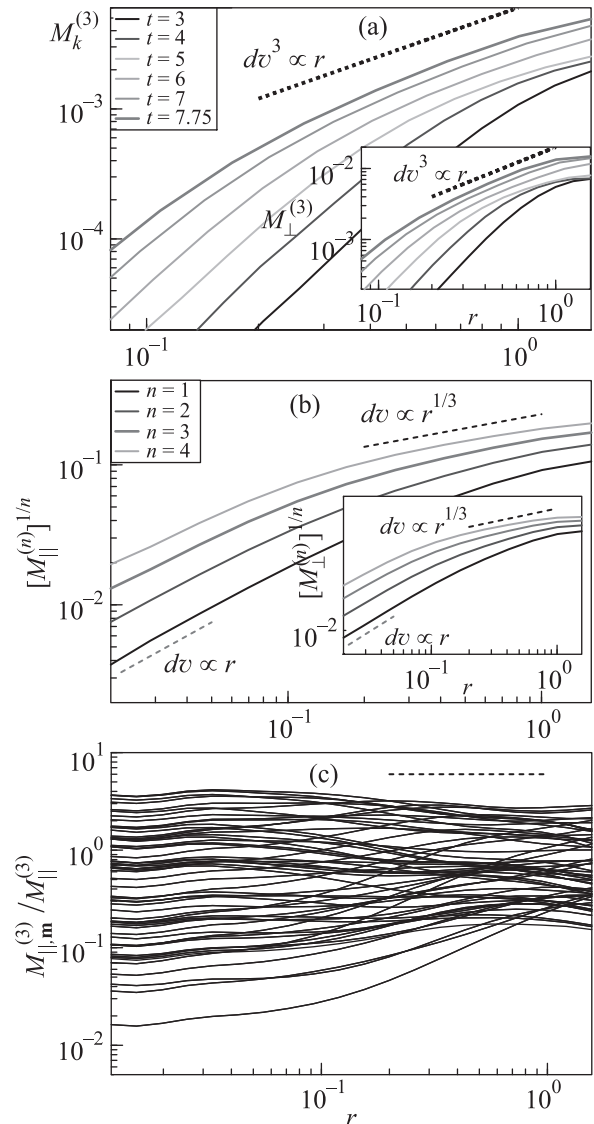 M_k^(3)
t = 3
t = 4
t = 5
t = 6
t = 7
t = 7.75
(a)
dv^3 ∝ r
10^−3
10^−4
10^−1
10^0
M_⊥^(3)
dv^3 ∝ r
10^−2
10^−3
10^−1
r
10^0
n = 1
n = 2
n = 3
n = 4
(b)
dv ∝ r^1/3
[M_∥^(n)]^1/n
10^−1
10^−2
dv ∝ r
10^−1
10^0
[M_⊥^(n)]^1/n
dv ∝ r^1/3
10^−2
dv ∝ r
10^−1
r
10^0
(c)
M_∥,m^(3) / M_∥^(3)
10^1
10^0
10^−1
10^−2
10^−1
10^0
r